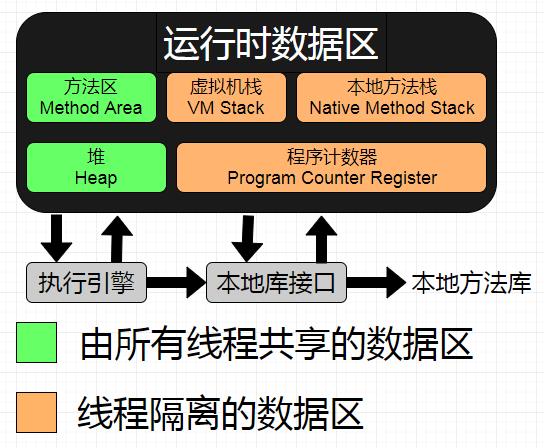 运行时数据区
方法区
Method Area
虚拟机栈
VM Stack
本地方法栈
Native Method Stack
堆
Heap
程序计数器
Program Counter Register
执行引擎
本地库接口
本地方法库
由所有线程共享的数据区
线程隔离的数据区